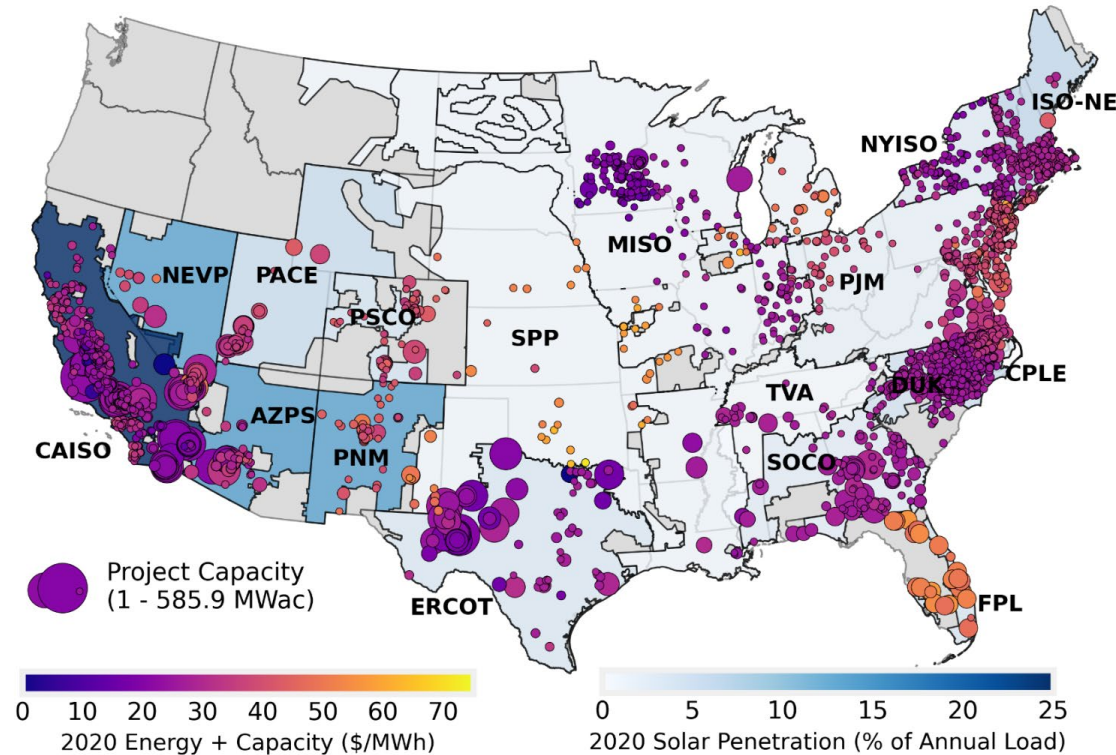 ISO-NE
NYISO
MISO
PJM
NEVP
PACE
PSCO
SPP
TVA
DUK
CPLE
AZPS
CAISO
PNM
SOCO
ERCOT
FPL
Project Capacity
(1 - 585.9 MWac)
0 10 20 30 40 50 60 70
2020 Energy + Capacity ($/MWh)
0 5 10 15 20 25
2020 Solar Penetration (% of Annual Load)